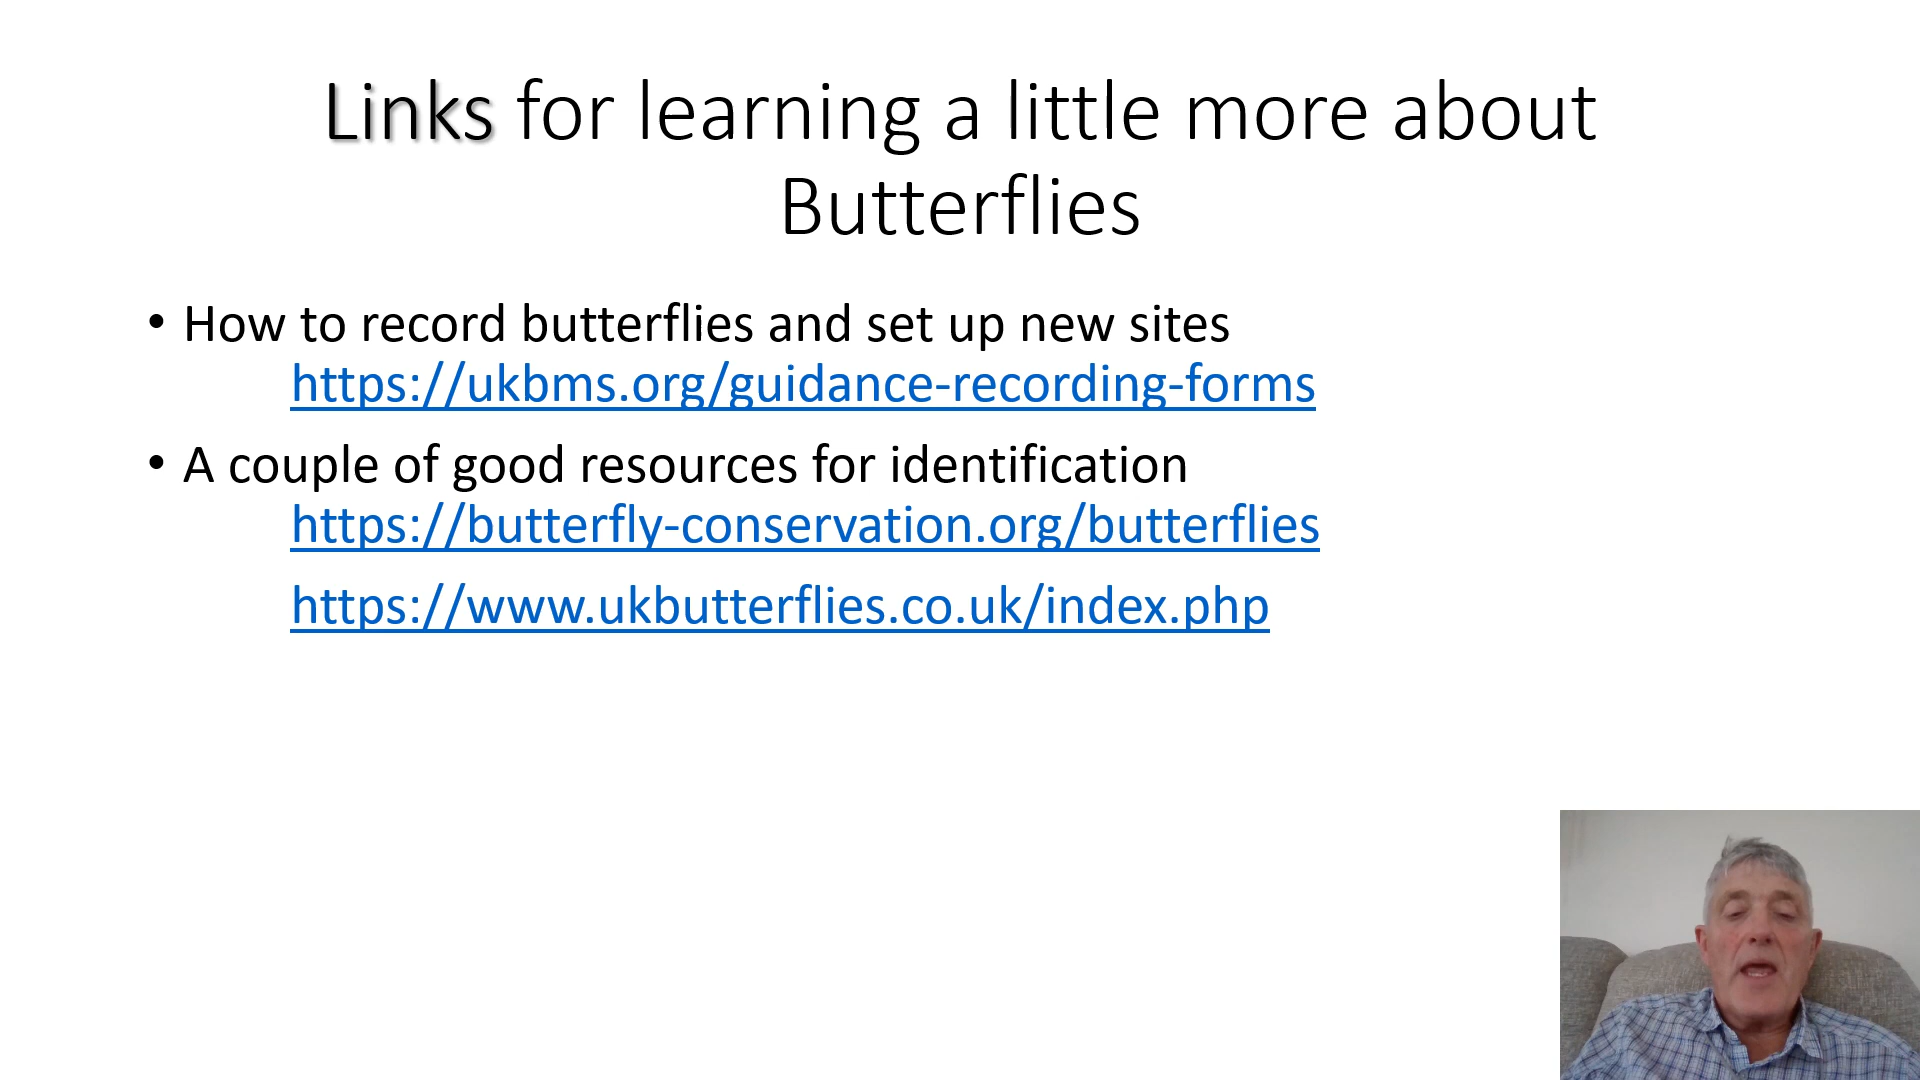 Links for learning a little more about
Butterflies
• How to record butterflies and set up new sites
https://ukbms.org/guidance-recording-forms
• A couple of good resources for identification
https://butterfly-conservation.org/butterflies
https://www.ukbutterflies.co.uk/index.php